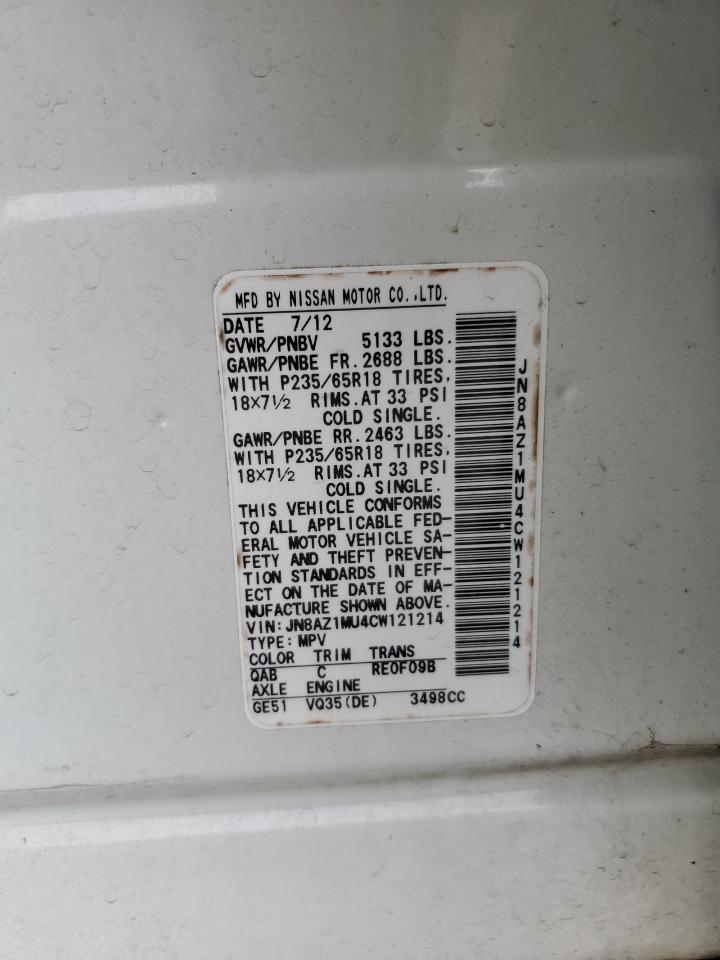 MFD BY NISSAN MOTOR CO.,LTD.
DATE 7/12
GVWR/PNBV 5133 LBS.
GAWR/PNBE FR.2688 LBS.
WITH P235/65R18 TIRES,
18×7½ RIMS.AT 33 PSI
COLD SINGLE.
GAWR/PNBE RR.2463 LBS.
WITH P235/65R18 TIRES,
18×7½ RIMS.AT 33 PSI
COLD SINGLE.
THIS VEHICLE CONFORMS
TO ALL APPLICABLE FED-
ERAL MOTOR VEHICLE SA-
FETY AND THEFT PREVEN-
TION STANDARDS IN EFF-
ECT ON THE DATE OF MA-
NUFACTURE SHOWN ABOVE.
VIN:JN8AZ1MU4CW121214
TYPE:MPV
COLOR TRIM TRANS
QAB C RE0F09B
AXLE ENGINE
GE51 VQ35(DE) 3498CC
JN8AZ1MU4CW121214